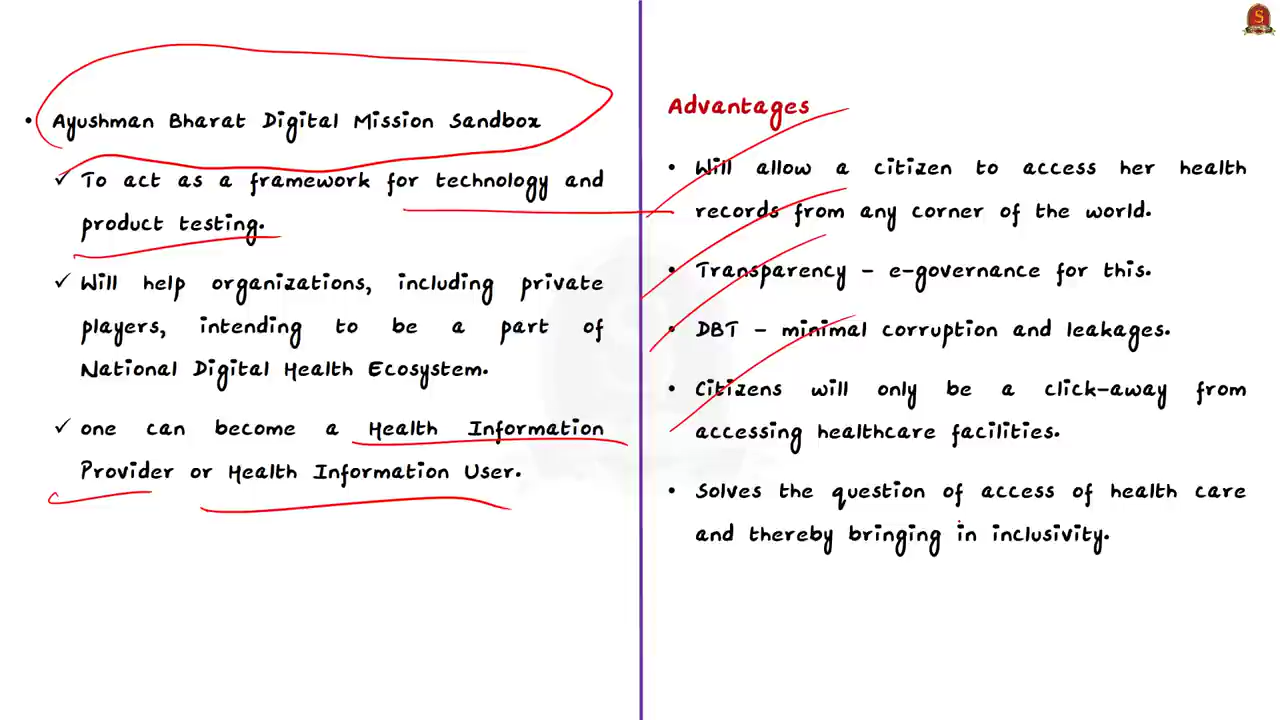 • Ayushman Bharat Digital Mission Sandbox
✓ To act as a framework for technology and
product testing.
✓ Will help organizations, including private
players, intending to be a part of
National Digital Health Ecosystem.
✓ one can become a Health Information
Provider or Health Information User.
Advantages
• Will allow a citizen to access her health
records from any corner of the world.
• Transparency – e-governance for this.
• DBT – minimal corruption and leakages.
• Citizens will only be a click-away from
accessing healthcare facilities.
• Solves the question of access of health care
and thereby bringing in inclusivity.